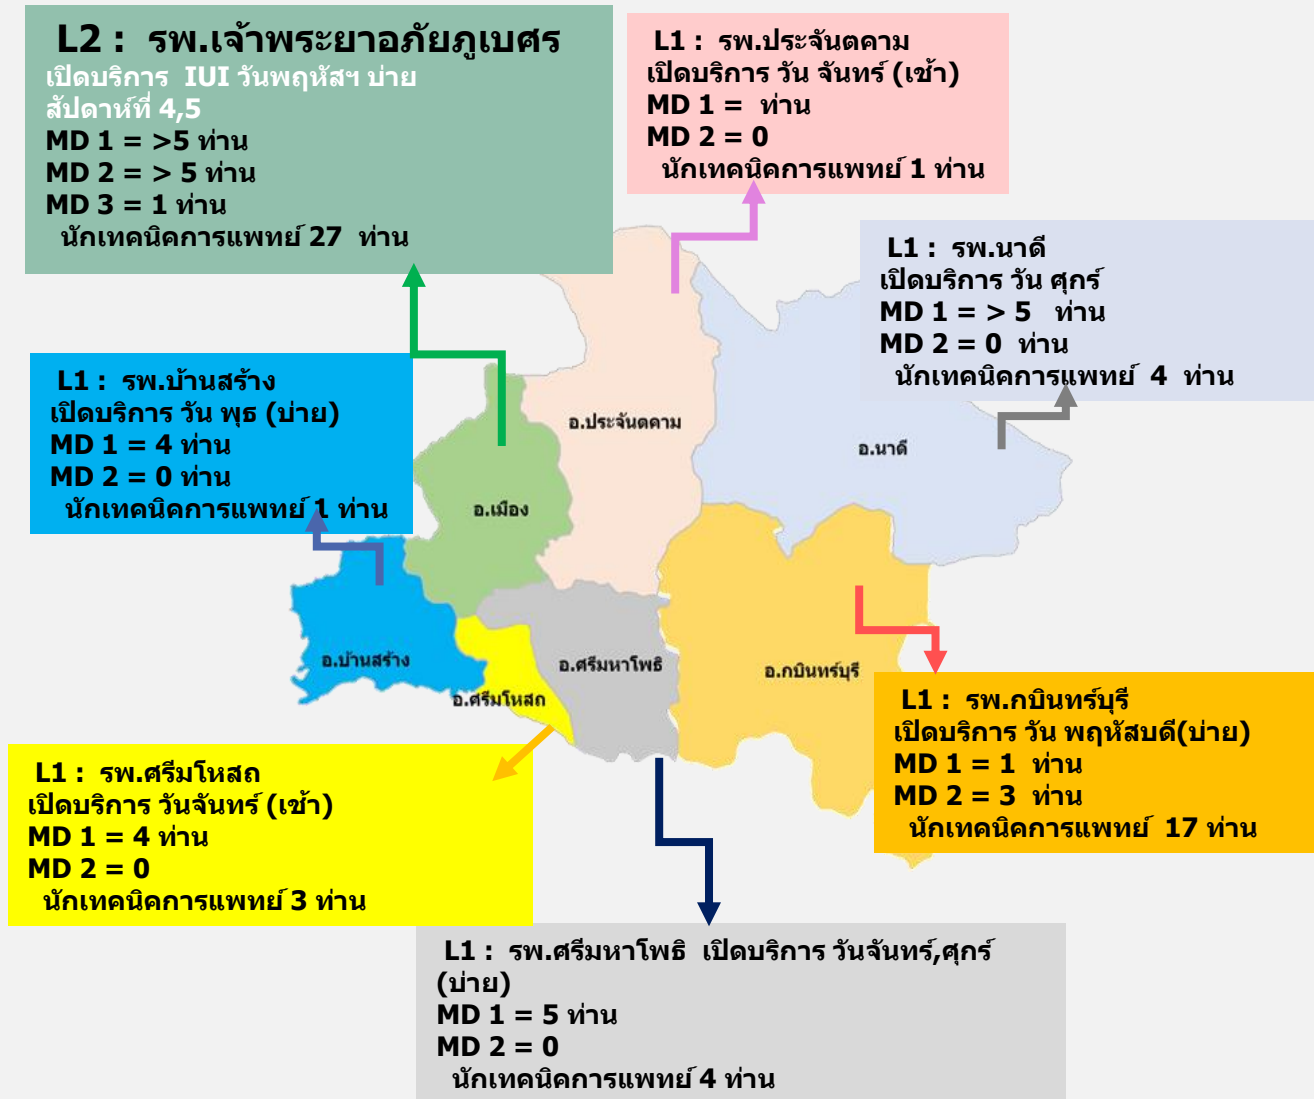 L2 : รพ.เจ้าพระยาอภัยภูเบศร
เปิดบริการ IUI วันพฤหัสฯ บ่าย
สัปดาห์ที่ 4,5
MD 1 = >5 ท่าน
MD 2 = > 5 ท่าน
MD 3 = 1 ท่าน
นักเทคนิคการแพทย์ 27 ท่าน
L1 : รพ.ประจันตคาม
เปิดบริการ วัน จันทร์ (เช้า)
MD 1 = ท่าน
MD 2 = 0
นักเทคนิคการแพทย์ 1 ท่าน
L1 : รพ.นาดี
เปิดบริการ วัน ศุกร์
MD 1 = > 5 ท่าน
MD 2 = 0 ท่าน
นักเทคนิคการแพทย์ 4 ท่าน
L1 : รพ.บ้านสร้าง
เปิดบริการ วัน พุธ (บ่าย)
MD 1 = 4 ท่าน
MD 2 = 0 ท่าน
นักเทคนิคการแพทย์ 1 ท่าน
อ.ประจันตคาม
อ.นาดี
อ.เมือง
อ.บ้านสร้าง
อ.ศรีมโหสถ
อ.ศรีมหาโพธิ
อ.กบินทร์บุรี
L1 : รพ.กบินทร์บุรี
เปิดบริการ วัน พฤหัสบดี(บ่าย)
MD 1 = 1 ท่าน
MD 2 = 3 ท่าน
นักเทคนิคการแพทย์ 17 ท่าน
L1 : รพ.ศรีมโหสถ
เปิดบริการ วันจันทร์ (เช้า)
MD 1 = 4 ท่าน
MD 2 = 0
นักเทคนิคการแพทย์ 3 ท่าน
L1 : รพ.ศรีมหาโพธิ เปิดบริการ วันจันทร์,ศุกร์
(บ่าย)
MD 1 = 5 ท่าน
MD 2 = 0
นักเทคนิคการแพทย์ 4 ท่าน